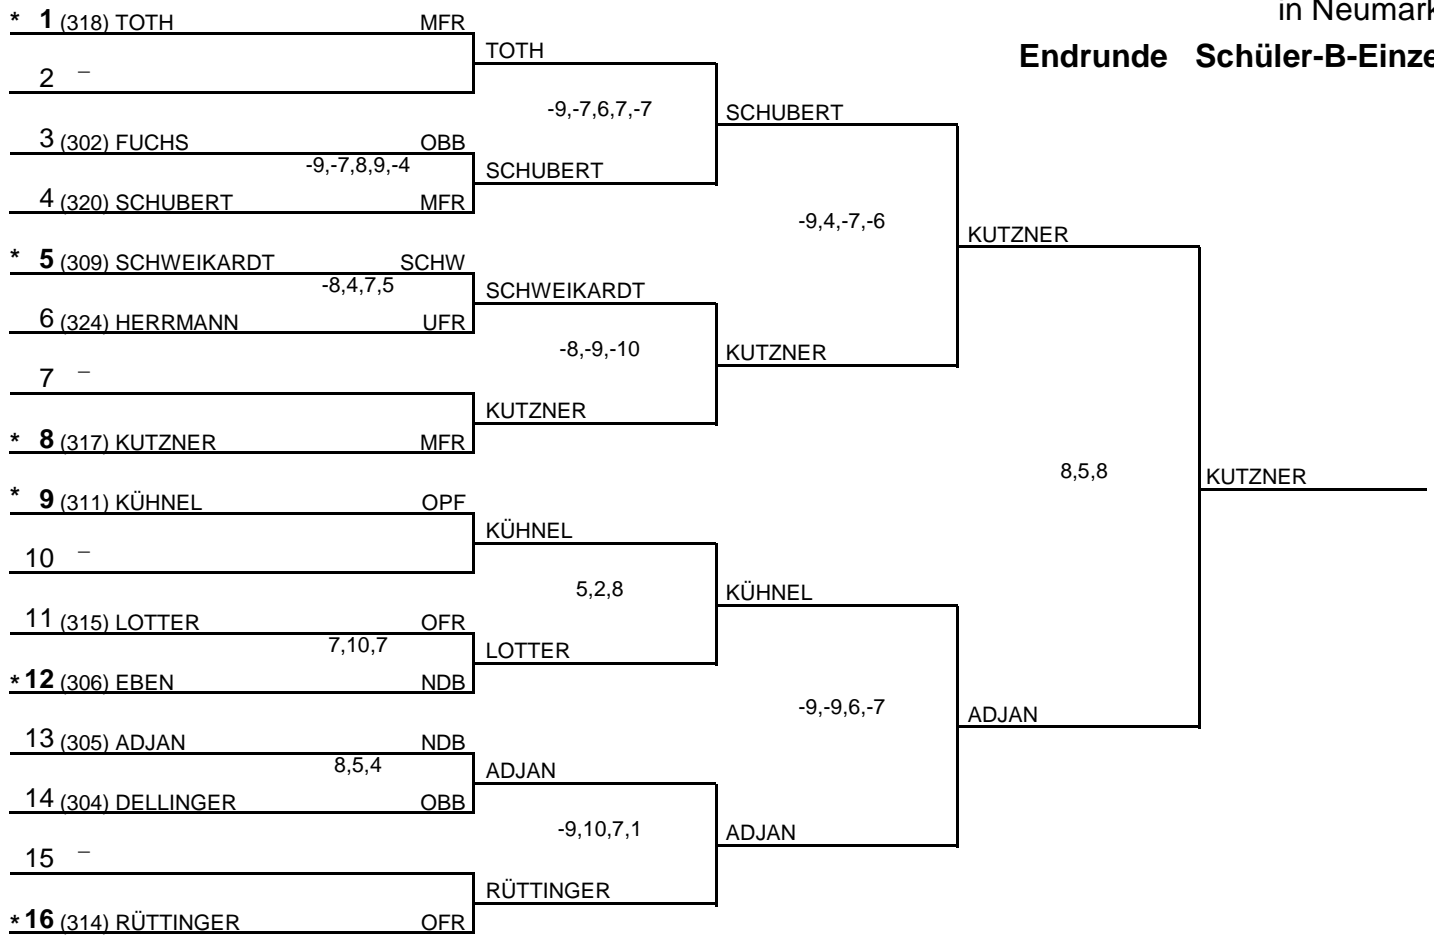 in Neumark
Endrunde Schüler-B-Einze
* 1 (318) TOTH MFR
TOTH
2 –
-9,-7,6,7,-7
SCHUBERT
3 (302) FUCHS OBB
-9,-7,8,9,-4
SCHUBERT
4 (320) SCHUBERT MFR
-9,4,-7,-6
KUTZNER
* 5 (309) SCHWEIKARDT SCHW
-8,4,7,5
SCHWEIKARDT
6 (324) HERRMANN UFR
-8,-9,-10
KUTZNER
7 –
KUTZNER
* 8 (317) KUTZNER MFR
8,5,8
KUTZNER
* 9 (311) KÜHNEL OPF
KÜHNEL
10 –
5,2,8
KÜHNEL
11 (315) LOTTER OFR
7,10,7
LOTTER
* 12 (306) EBEN NDB
-9,-9,6,-7
ADJAN
13 (305) ADJAN NDB
8,5,4
ADJAN
14 (304) DELLINGER OBB
-9,10,7,1
ADJAN
15 –
RÜTTINGER
* 16 (314) RÜTTINGER OFR